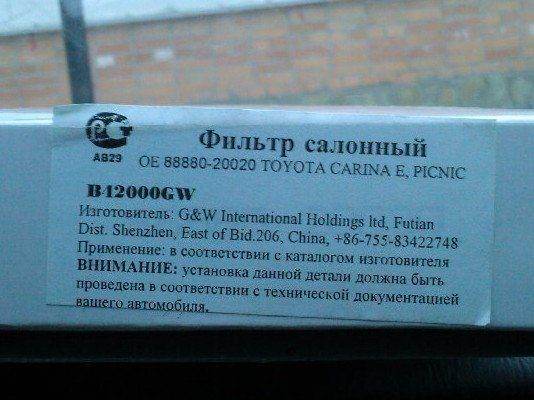 РСТ
АВ29
Фильтр салонный
OE 88880-20020 TOYOTA CARINA E, PICNIC
B42000GW
Изготовитель: G&W International Holdings ltd, Futian
Dist. Shenzhen, East of Bid.206, China, +86-755-83422748
Применение: в соответствии с каталогом изготовителя
ВНИМАНИЕ: установка данной детали должна быть
проведена в соответствии с технической документацией
вашего автомобиля.